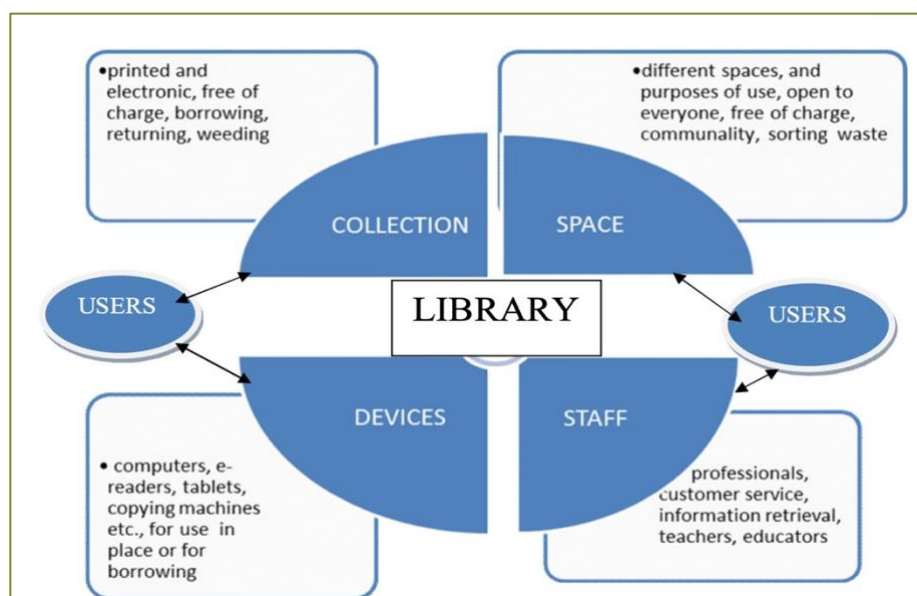 •printed and
electronic, free of
charge, borrowing,
returning, weeding
•different spaces, and
purposes of use, open to
everyone, free of charge,
communality, sorting waste
COLLECTION
SPACE
USERS
LIBRARY
USERS
DEVICES
STAFF
• computers, e-
readers, tablets,
copying machines
etc., for use in
place or for
borrowing
professionals,
customer service,
information retrieval,
teachers, educators